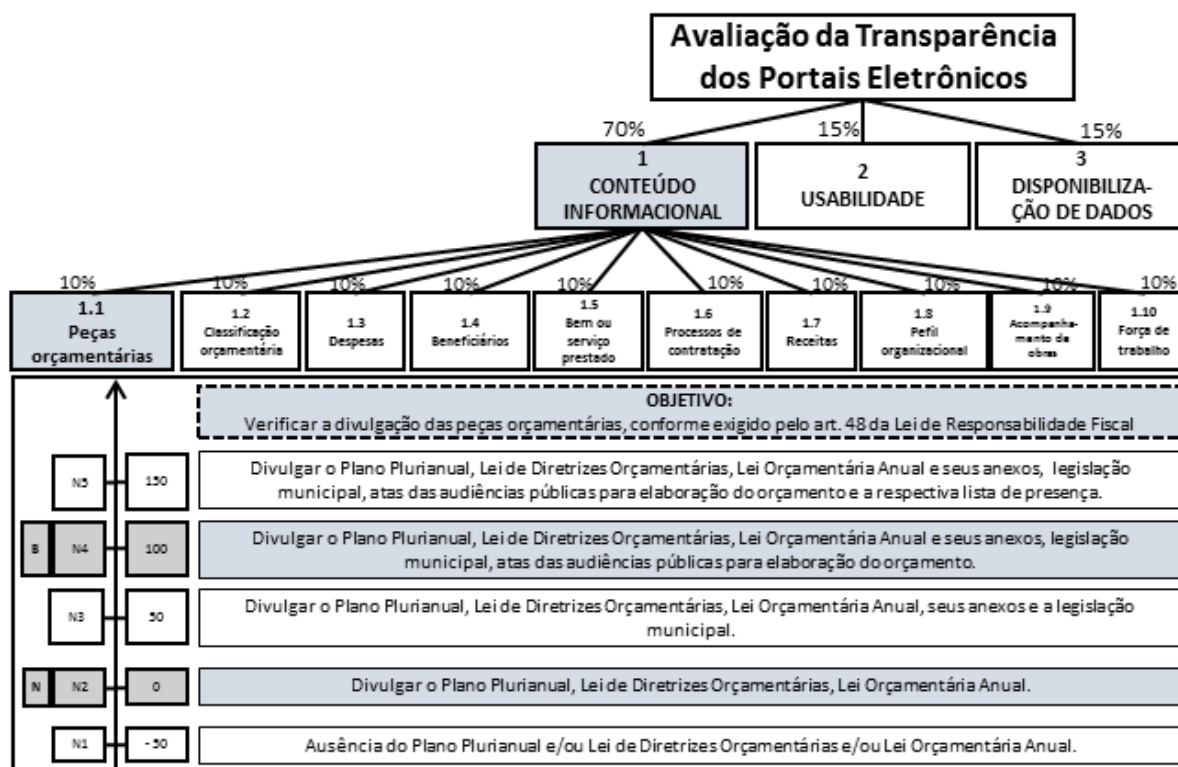 Avaliação da Transparência
dos Portais Eletrônicos
70%
15%
15%
1
CONTEÚDO
INFORMACIONAL
2
USABILIDADE
3
DISPONIBILIZA-
ÇÃO DE DADOS
10%
10%
10%
10%
10%
10%
10%
10%
10%
10%
1.1
Peças
orçamentárias
1.2
Classificação
orçamentária
1.3
Despesas
1.4
Beneficiários
1.5
Bem ou
serviço
prestado
1.6
Processos de
contratação
1.7
Receitas
1.8
Pefil
organizacional
1.9
Acompanha-
mento de
obras
1.10
Força de
trabalho
OBJETIVO:
Verificar a divulgação das peças orçamentárias, conforme exigido pelo art. 48 da Lei de Responsabilidade Fiscal
N5
150
Divulgar o Plano Plurianual, Lei de Diretrizes Orçamentárias, Lei Orçamentária Anual e seus anexos, legislação
municipal, atas das audiências públicas para elaboração do orçamento e a respectiva lista de presença.
B
N4
100
Divulgar o Plano Plurianual, Lei de Diretrizes Orçamentárias, Lei Orçamentária Anual e seus anexos, legislação
municipal, atas das audiências públicas para elaboração do orçamento.
N3
50
Divulgar o Plano Plurianual, Lei de Diretrizes Orçamentárias, Lei Orçamentária Anual, seus anexos e a legislação
municipal.
N
N2
0
Divulgar o Plano Plurianual, Lei de Diretrizes Orçamentárias, Lei Orçamentária Anual.
N1
- 50
Ausência do Plano Plurianual e/ou Lei de Diretrizes Orçamentárias e/ou Lei Orçamentária Anual.